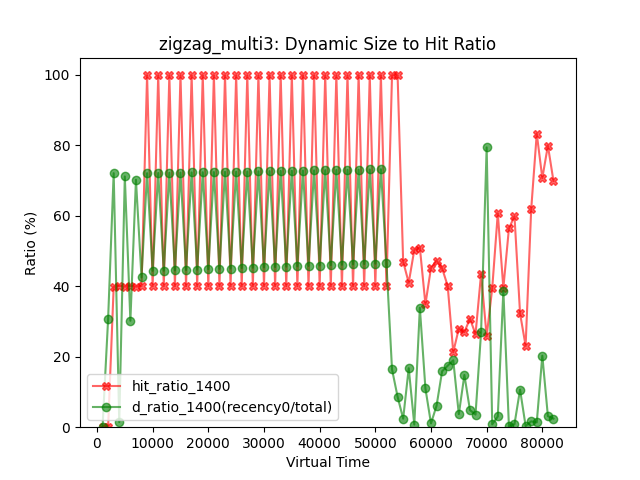 zigzag_multi3: Dynamic Size to Hit Ratio
100
80
60
40
20
0
Ratio (%)
hit_ratio_1400
d_ratio_1400(recency0/total)
0 10000 20000 30000 40000 50000 60000 70000 80000
Virtual Time